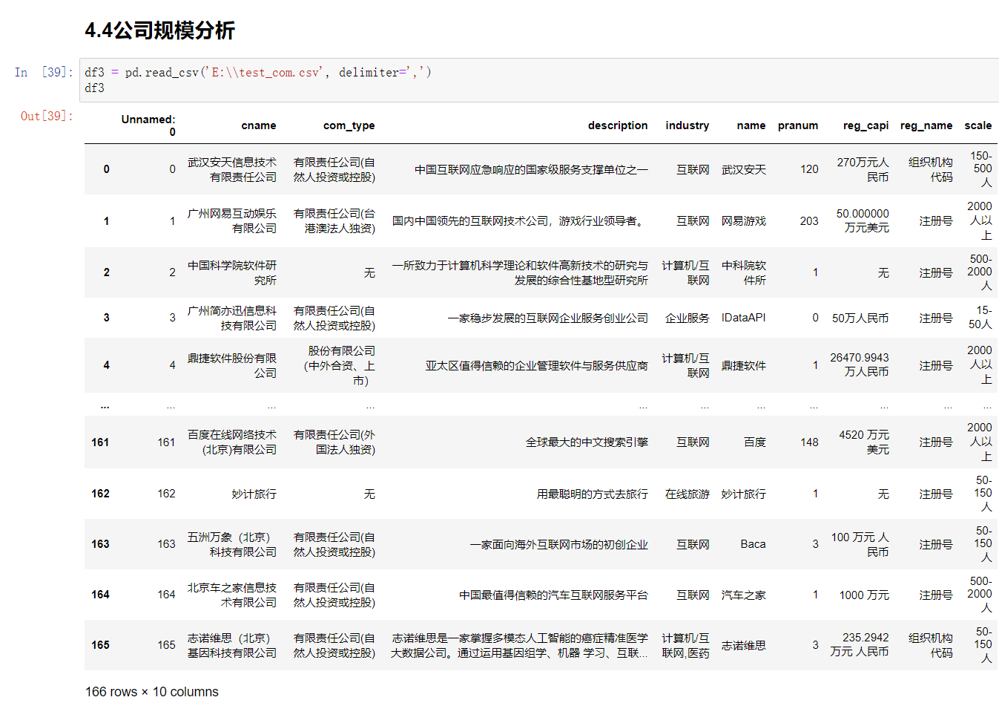 4.4公司规模分析
In [39]: df3 = pd.read_csv('E:\\test_com.csv', delimiter=',')
df3
Out[39]:
Unnamed: 0 cname com_type description industry name pranum reg_capi reg_name scale
0 0 武汉安天信息技术有限责任公司 有限责任公司(自然人投资或控股) 中国互联网应急响应的国家级服务支撑单位之一 互联网 武汉安天 120 270万元人民币 组织机构代码 150-500人
1 1 广州网易互动娱乐有限公司 有限责任公司(台港澳法人独资) 国内中国领先的互联网技术公司，游戏行业领导者。 互联网 网易游戏 203 50.000000万元美元 注册号 2000人以上
2 2 中国科学院软件研究所 无 一所致力于计算机科学理论和软件高新技术的研究与发展的综合性基地型研究所 计算机/互联网 中科院软件所 1 无 注册号 500-2000人
3 3 广州简亦迅信息科技有限公司 有限责任公司(自然人投资或控股) 一家稳步发展的互联网企业服务创业公司 企业服务 IDataAPI 0 50万人民币 注册号 15-50人
4 4 鼎捷软件股份有限公司 股份有限公司(中外合资、上市) 亚太区值得信赖的企业管理软件与服务供应商 计算机/互联网 鼎捷软件 1 26470.9943万人民币 注册号 2000人以上
... ... ... ... ... ... ... ... ... ... ...
161 161 百度在线网络技术(北京)有限公司 有限责任公司(外国法人独资) 全球最大的中文搜索引擎 互联网 百度 148 4520 万元美元 注册号 2000人以上
162 162 妙计旅行 无 用最聪明的方式去旅行 在线旅游 妙计旅行 1 无 注册号 50-150人
163 163 五洲万象（北京）科技有限公司 有限责任公司(自然人投资或控股) 一家面向海外互联网市场的初创企业 互联网 Baca 3 100 万元 人民币 注册号 50-150人
164 164 北京车之家信息技术有限公司 有限责任公司(自然人投资或控股) 中国最值得信赖的汽车互联网服务平台 互联网 汽车之家 1 1000 万元 注册号 500-2000人
165 165 志诺维思（北京）基因科技有限公司 有限责任公司(自然人投资或控股) 志诺维思是一家掌握多模态人工智能的癌症精准医学大数据公司。通过运用基因组学、机器 学习、互联... 计算机/互联网,医药 志诺维思 3 235.2942万元 人民币 组织机构代码 50-150人
166 rows × 10 columns